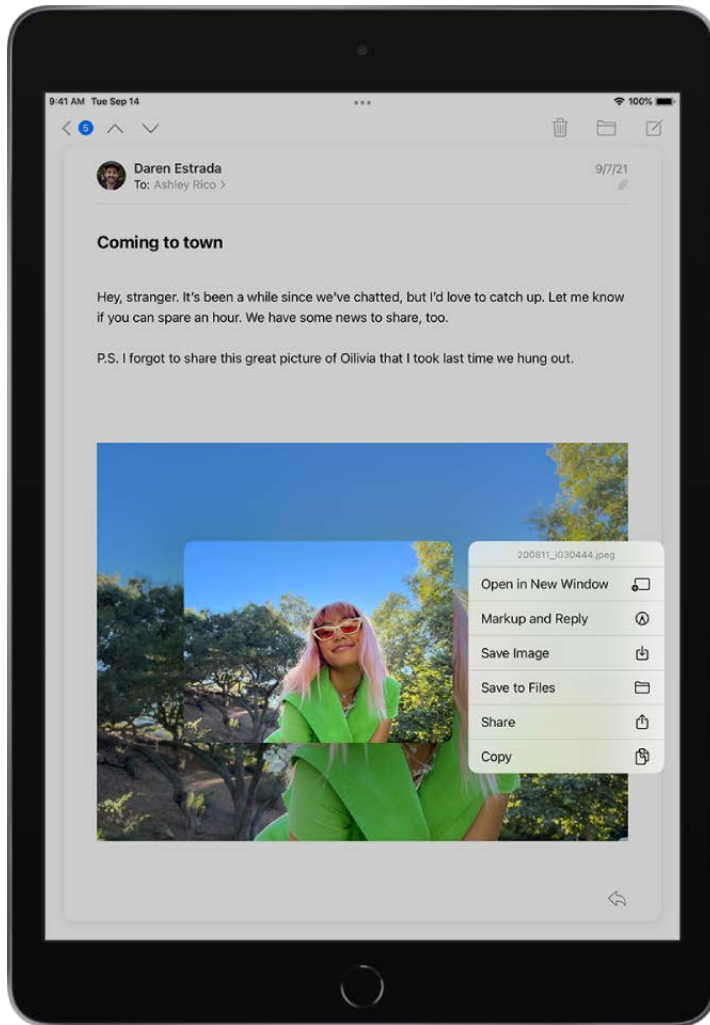 9:41 AM Tue Sep 14
100%
5
Daren Estrada
9/7/21
To: Ashley Rico >
Coming to town
Hey, stranger. It's been a while since we've chatted, but I'd love to catch up. Let me know
if you can spare an hour. We have some news to share, too.
P.S. I forgot to share this great picture of Oilivia that I took last time we hung out.
200811_i030444.jpeg
Open in New Window
Markup and Reply
Save Image
Save to Files
Share
Copy